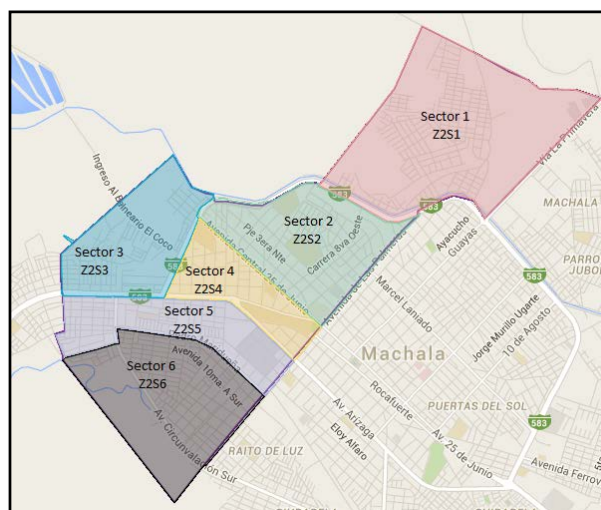 Sector 1
Z2S1
Vía La Primavera
583
583
MACHALA
Ingreso Al Balneario El Coco
Sector 2
Z2S2
Pje 3era Nte
Carrera 8va Oeste
Ayacucho
Guayas
PARRO
JUBO
Sector 3
Z2S3
Avenida Central 25 de Junio
Avenida de Las Palmeras
583
Sector 4
Z2S4
Marcel Laniado
583
Sector 5
Z2S5
Jorge Murillo Ugarte
10 de Agosto
Machala
Sector 6
Z2S6
Avenida 10ma. A Sur
Rocafuerte
PUERTAS DEL SOL
Av. Arizaga
Eloy Alfaro
Av. Circunvalación Sur
RAITO DE LUZ
Av. 25 de Junio
583
Avenida Ferrov